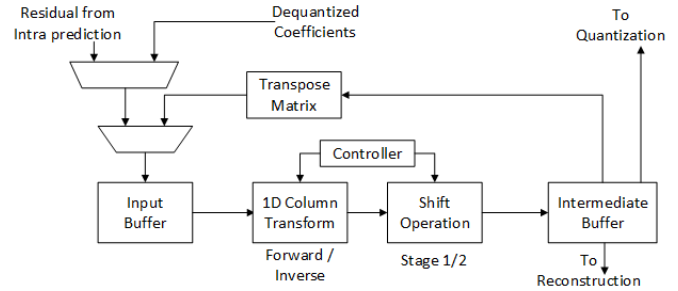 Residual from
Intra prediction
Dequantized
Coefficients
To
Quantization
Transpose
Matrix
Controller
Input
Buffer
1D Column
Transform
Shift
Operation
Intermediate
Buffer
Forward /
Inverse
Stage 1/2
To
Reconstruction